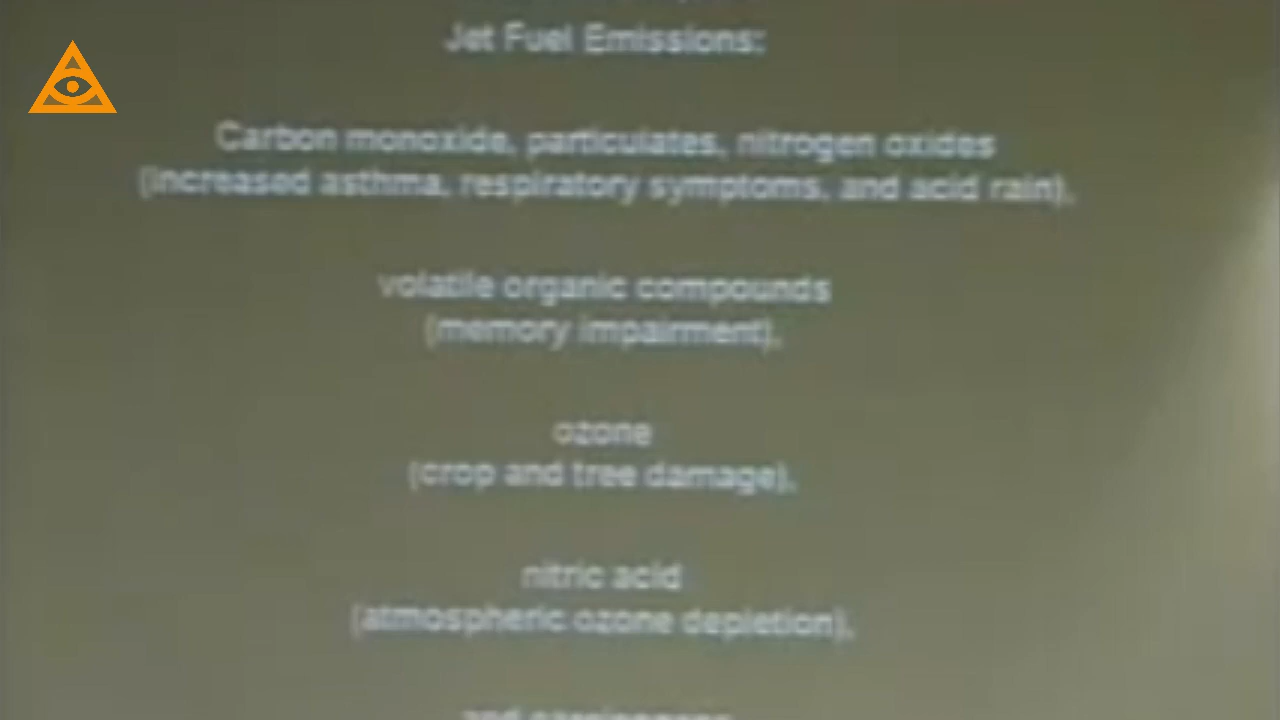 Jet Fuel Emissions:
Carbon monoxide, particulates, nitrogen oxides
(increased asthma, respiratory symptoms, and acid rain),
volatile organic compounds
(memory impairment),
ozone
(crop and tree damage),
nitric acid
(atmospheric ozone depletion),